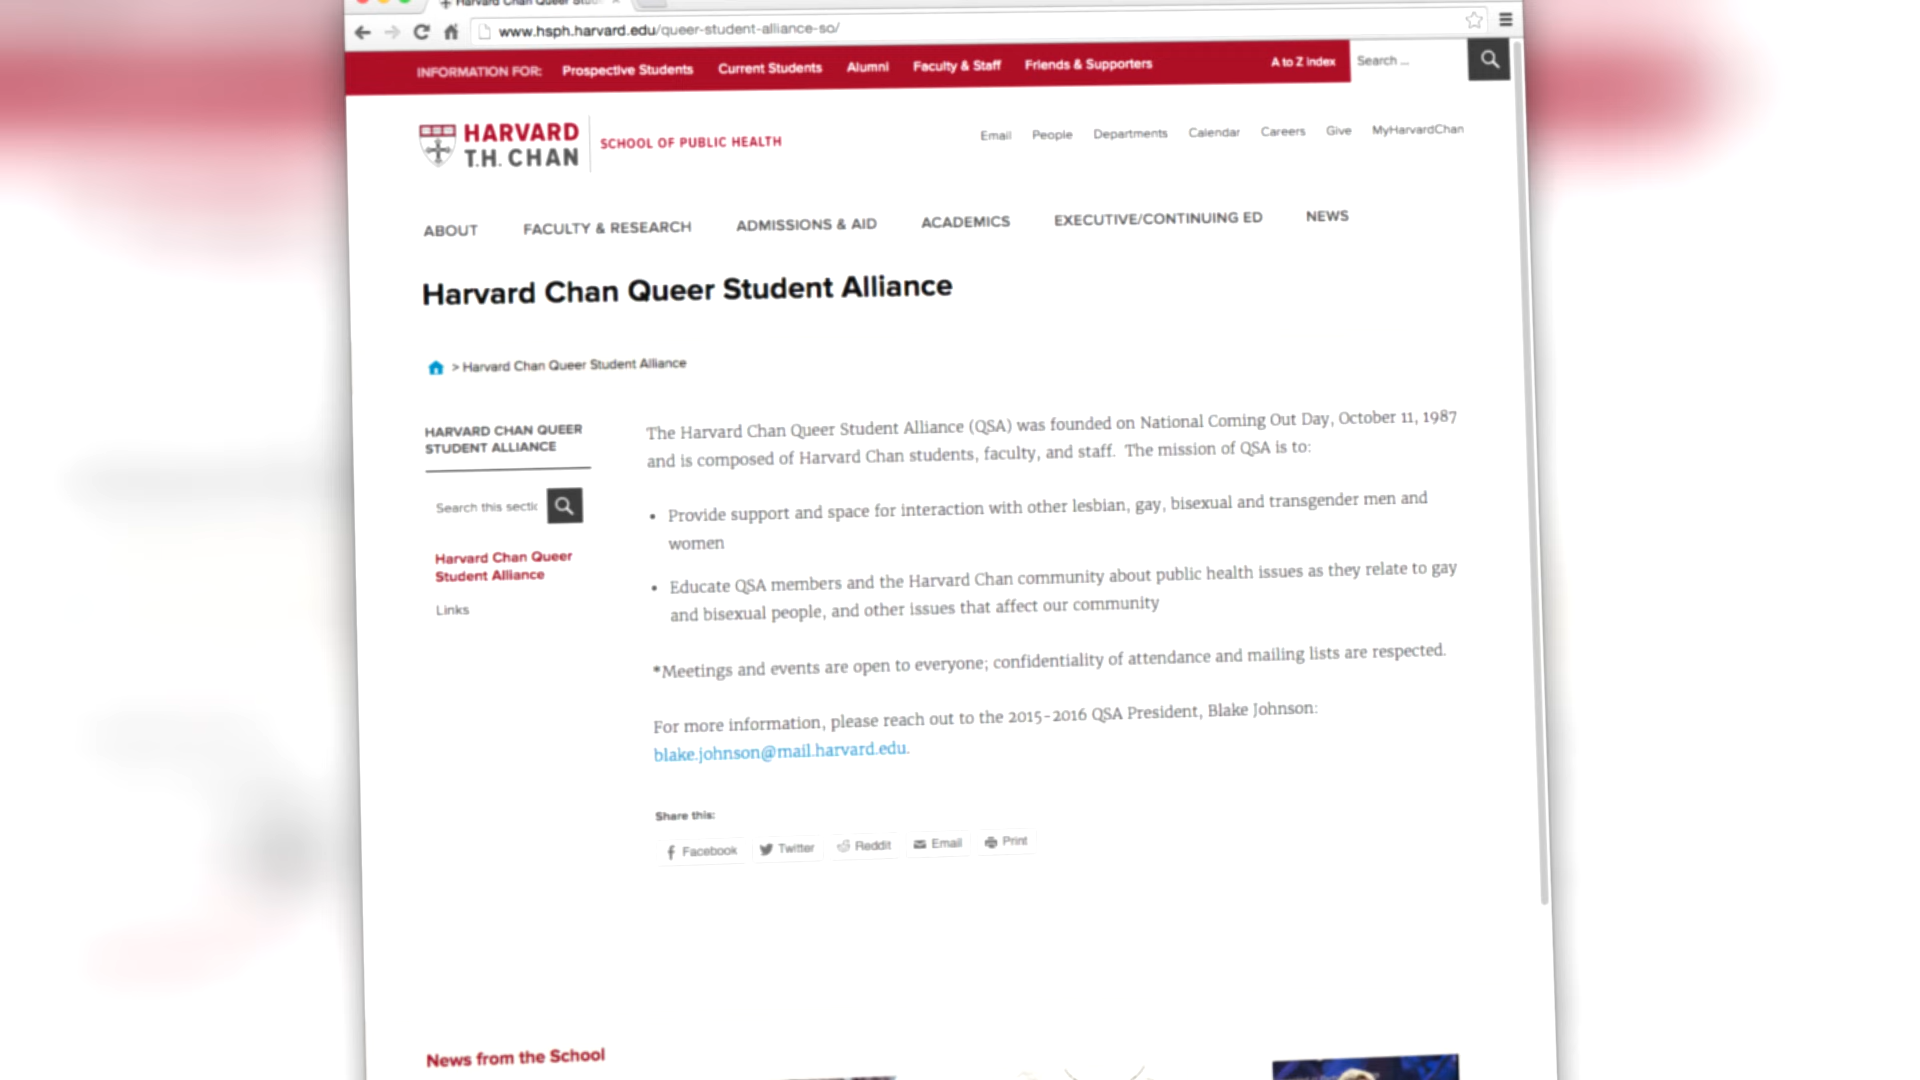 Harvard Chan Queer Stud
www.hsph.harvard.edu/queer-student-alliance-so/
INFORMATION FOR: Prospective Students Current Students Alumni Faculty & Staff Friends & Supporters A to Z Index Search ...
HARVARD
T.H. CHAN
SCHOOL OF PUBLIC HEALTH
Email People Departments Calendar Careers Give MyHarvardChan
ABOUT FACULTY & RESEARCH ADMISSIONS & AID ACADEMICS EXECUTIVE/CONTINUING ED NEWS
Harvard Chan Queer Student Alliance
> Harvard Chan Queer Student Alliance
HARVARD CHAN QUEER
STUDENT ALLIANCE
Search this sectic
Harvard Chan Queer
Student Alliance
Links
The Harvard Chan Queer Student Alliance (QSA) was founded on National Coming Out Day, October 11, 1987
and is composed of Harvard Chan students, faculty, and staff. The mission of QSA is to:
• Provide support and space for interaction with other lesbian, gay, bisexual and transgender men and
women
• Educate QSA members and the Harvard Chan community about public health issues as they relate to gay
and bisexual people, and other issues that affect our community
*Meetings and events are open to everyone; confidentiality of attendance and mailing lists are respected.
For more information, please reach out to the 2015-2016 QSA President, Blake Johnson:
blake.johnson@mail.harvard.edu.
Share this:
Facebook Twitter Reddit Email Print
News from the School